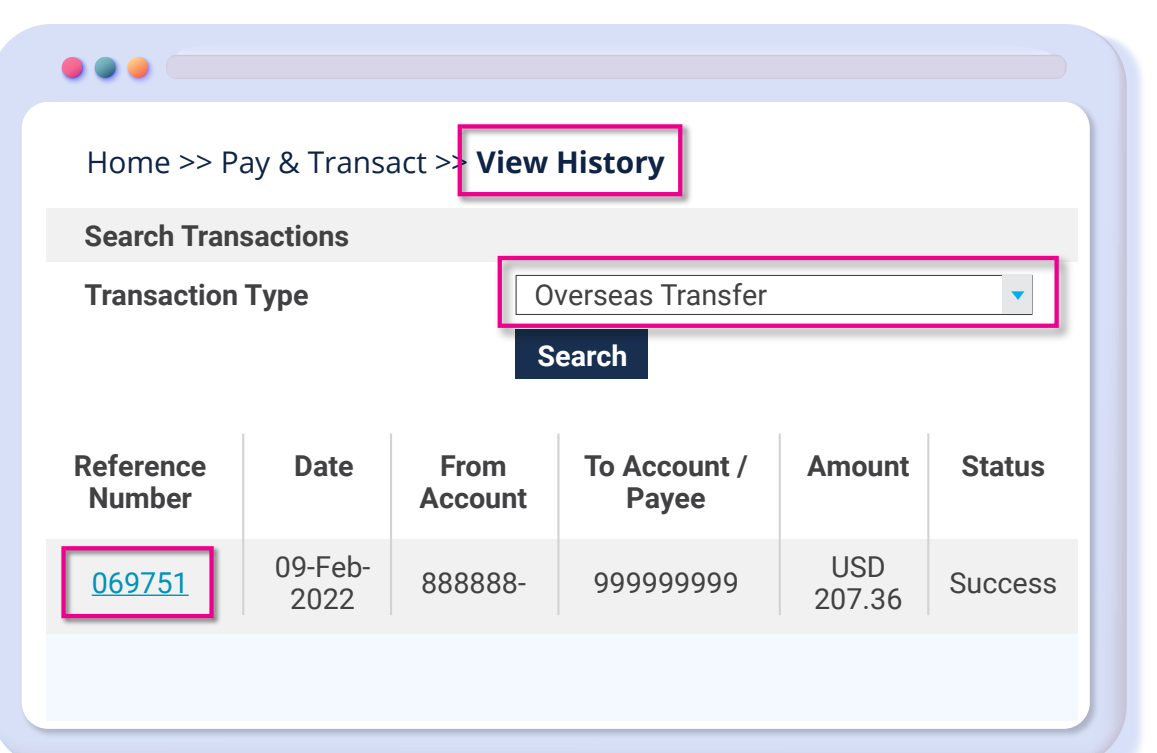 Home >> Pay & Transact >> View History
Search Transactions
Transaction Type
Overseas Transfer
Search
Reference Number
Date
From Account
To Account / Payee
Amount
Status
069751
09-Feb-2022
888888-
999999999
USD 207.36
Success